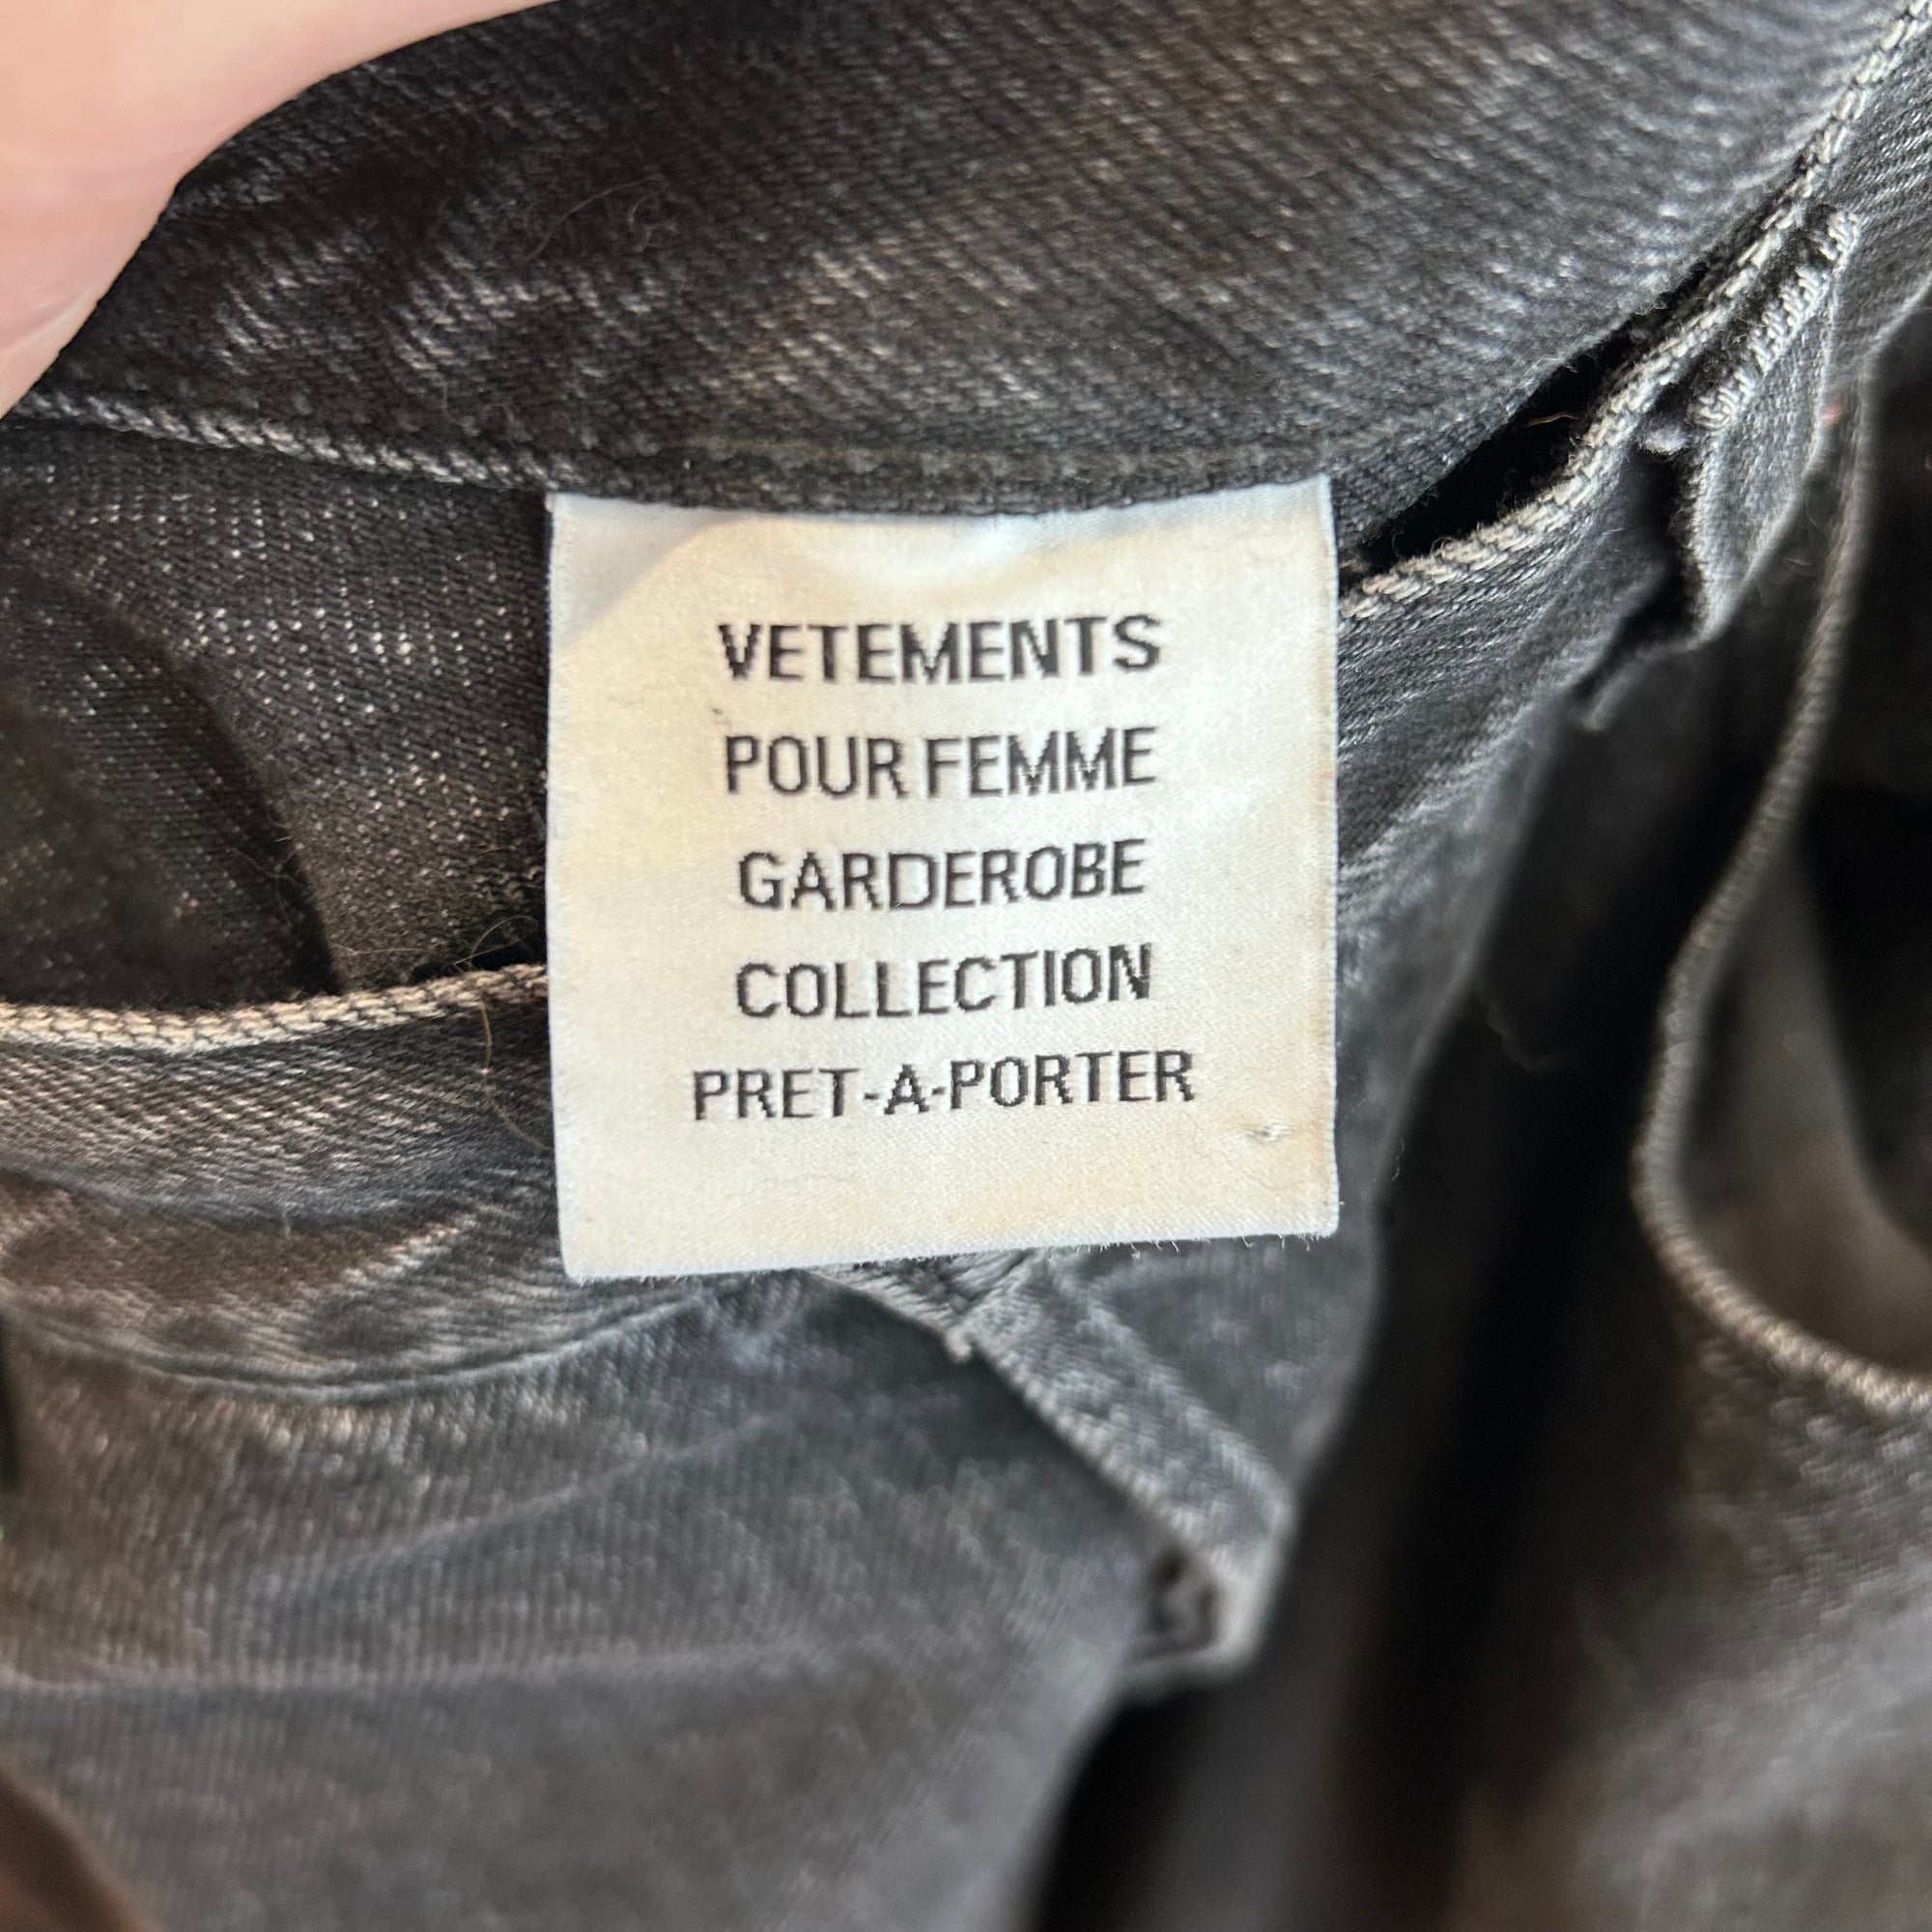 VETEMENTS
POUR FEMME
GARDEROBE
COLLECTION
PRET-A-PORTER